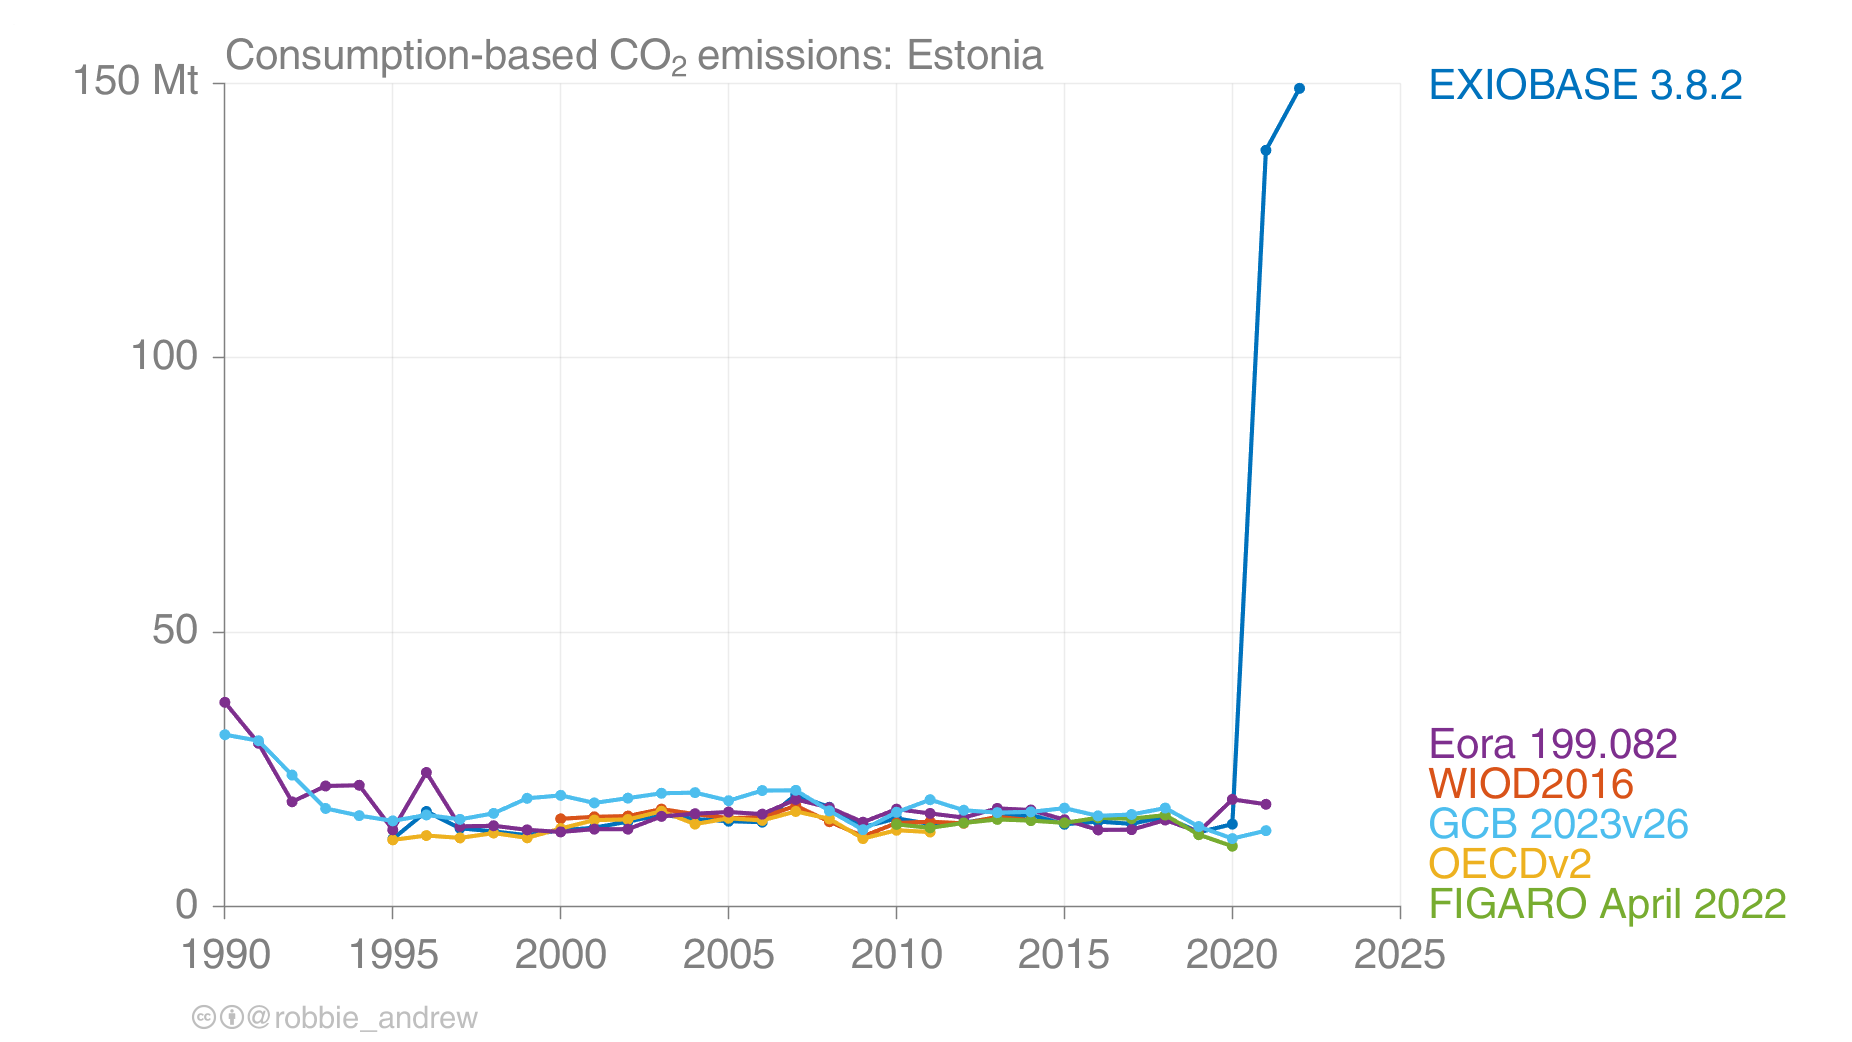 Consumption-based CO₂ emissions: Estonia
150 Mt
100
50
0
1990 1995 2000 2005 2010 2015 2020 2025
EXIOBASE 3.8.2
Eora 199.082
WIOD2016
GCB 2023v26
OECDv2
FIGARO April 2022
cc @robbie_andrew